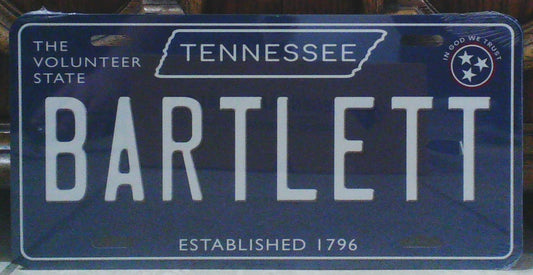 THE
VOLUNTEER
STATE
TENNESSEE
IN GOD WE TRUST
BARTLETT
ESTABLISHED 1796